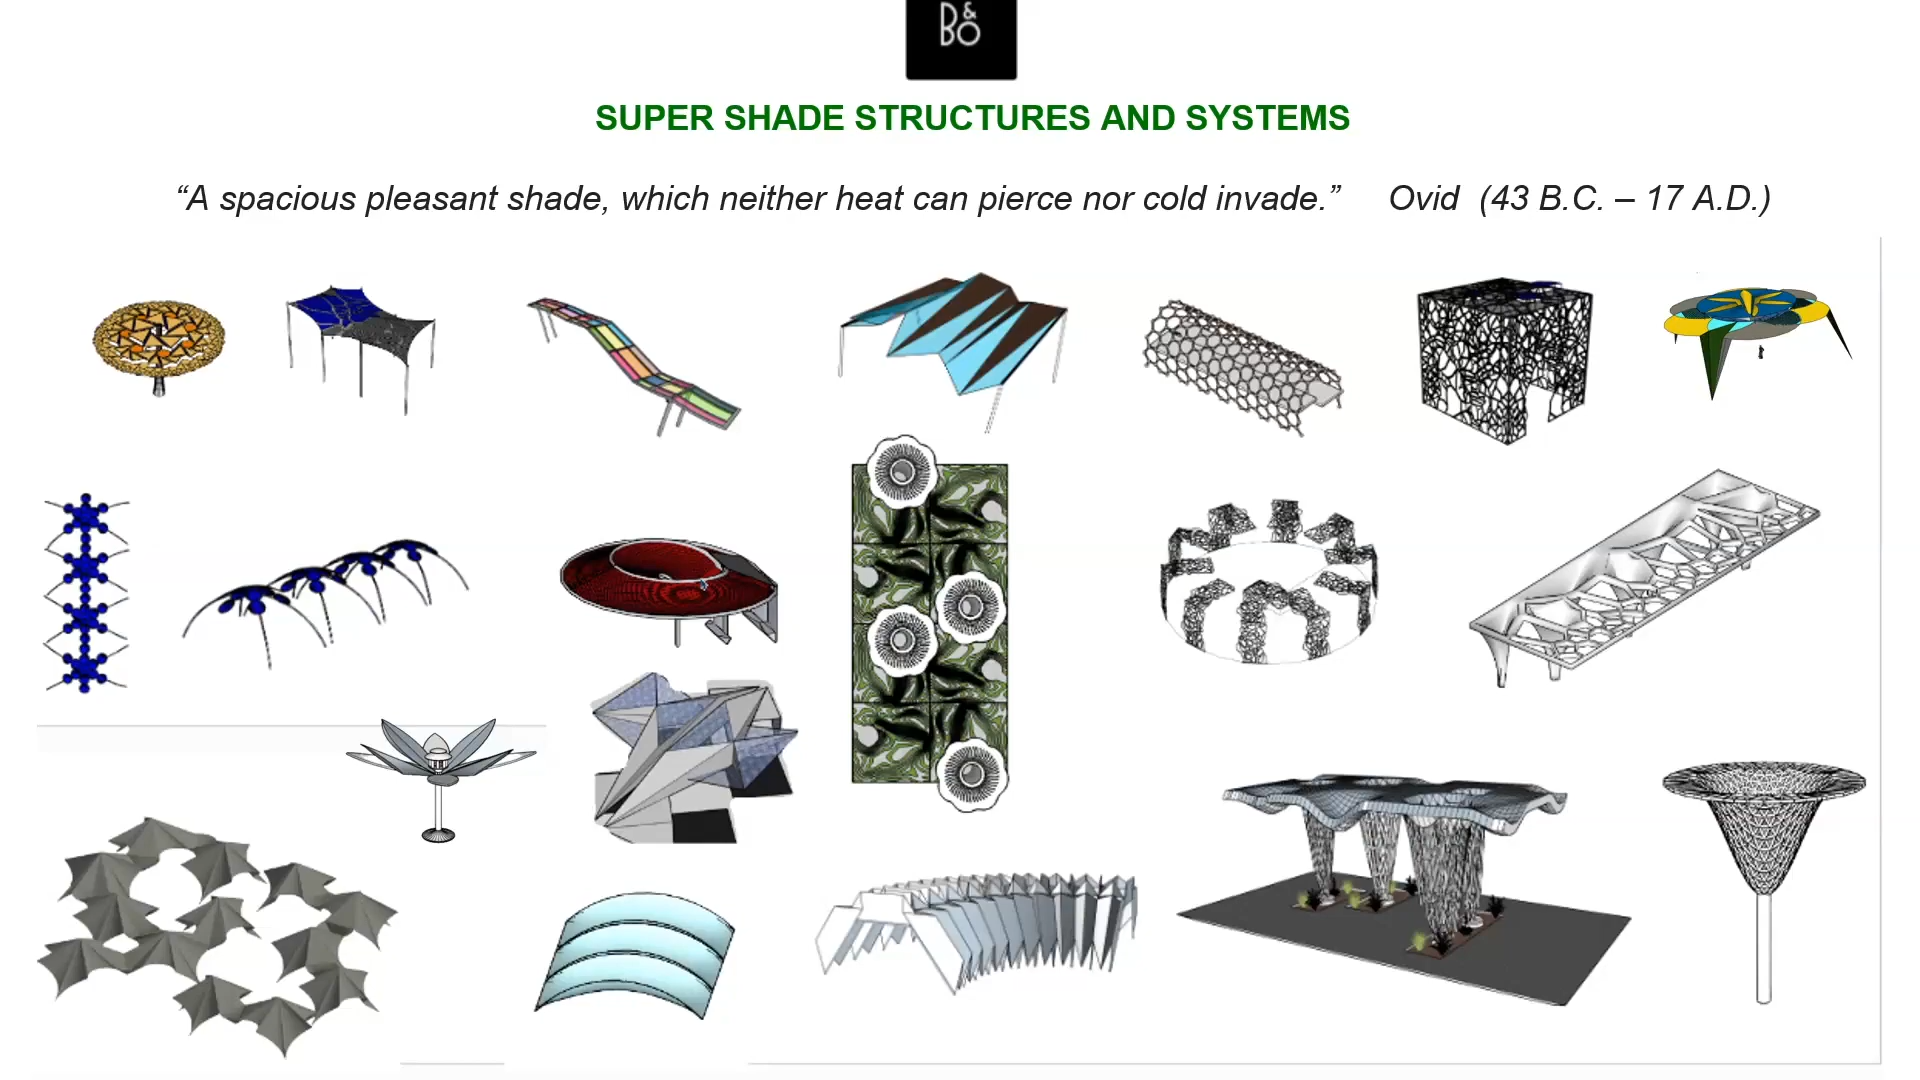 B&
BO
SUPER SHADE STRUCTURES AND SYSTEMS
“A spacious pleasant shade, which neither heat can pierce nor cold invade.” Ovid (43 B.C. – 17 A.D.)